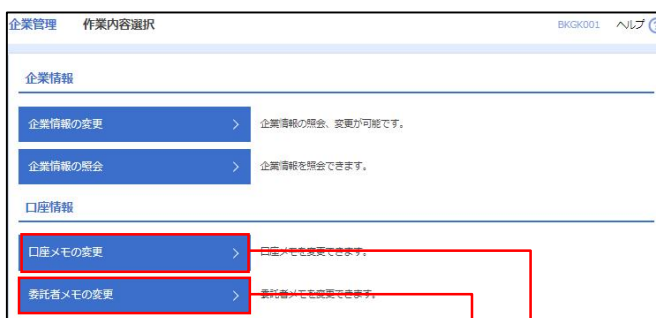 企業管理 作業内容選択 BKGK001 ヘルプ ?
企業情報
企業情報の変更 企業情報の照会、変更が可能です。
企業情報の照会 企業情報を照会できます。
口座情報
口座メモの変更 口座メモを変更できます。
委託者メモの変更 委託者メモを変更できます。